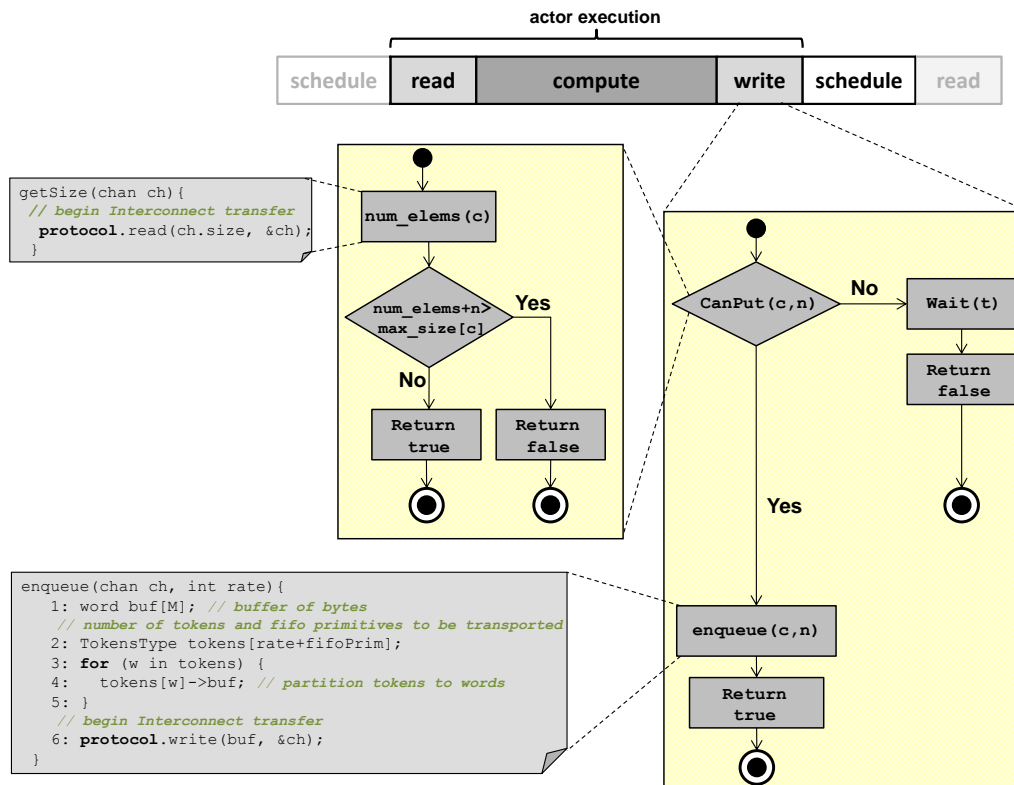 actor execution
schedule read compute write schedule read
getSize(chan ch){
// begin Interconnect transfer
protocol.read(ch.size, &ch);
}
num_elems(c)
num_elems+n>
max_size[c]
Yes
No
Return
true
Return
false
CanPut(c,n)
No
Wait(t)
Return
false
Yes
enqueue(c,n)
Return
true
enqueue(chan ch, int rate){
1: word buf[M]; // buffer of bytes
// number of tokens and fifo primitives to be transported
2: TokensType tokens[rate+fifoPrim];
3: for (w in tokens) {
4: tokens[w]->buf; // partition tokens to words
5: }
// begin Interconnect transfer
6: protocol.write(buf, &ch);
}